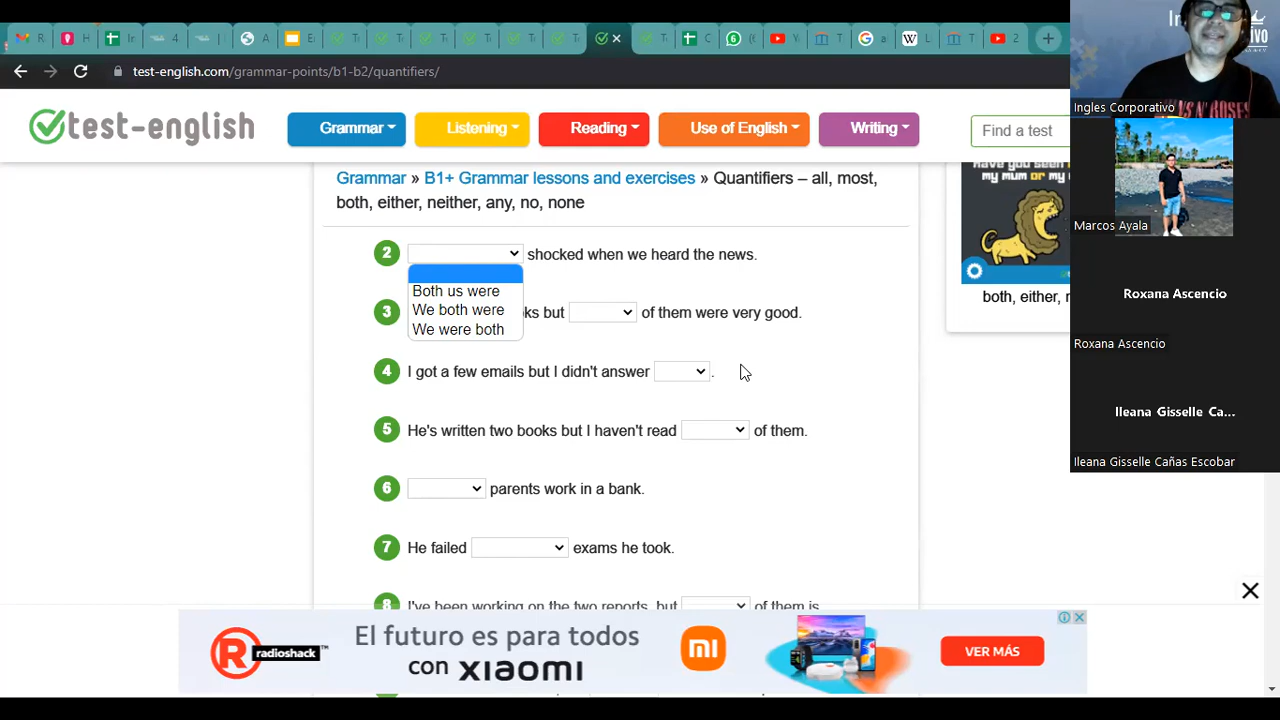 test-english.com/grammar-points/b1-b2/quantifiers/
test-english
Grammar
Listening
Reading
Use of English
Writing
Find a test
Grammar » B1+ Grammar lessons and exercises » Quantifiers – all, most,
both, either, neither, any, no, none
2 shocked when we heard the news.
Both us were
We both were
We were both
3 ks but of them were very good.
4 I got a few emails but I didn't answer .
5 He's written two books but I haven't read of them.
6 parents work in a bank.
7 He failed exams he took.
8 I've been working on the two reports, but of them is
my mum or my
both, either,
Ingles Corporativo
Marcos Ayala
Roxana Ascencio
Roxana Ascencio
Ileana Gisselle Ca...
Ileana Gisselle Cañas Escobar
R radioshack
El futuro es para todos
con xiaomi
mi
VER MÁS